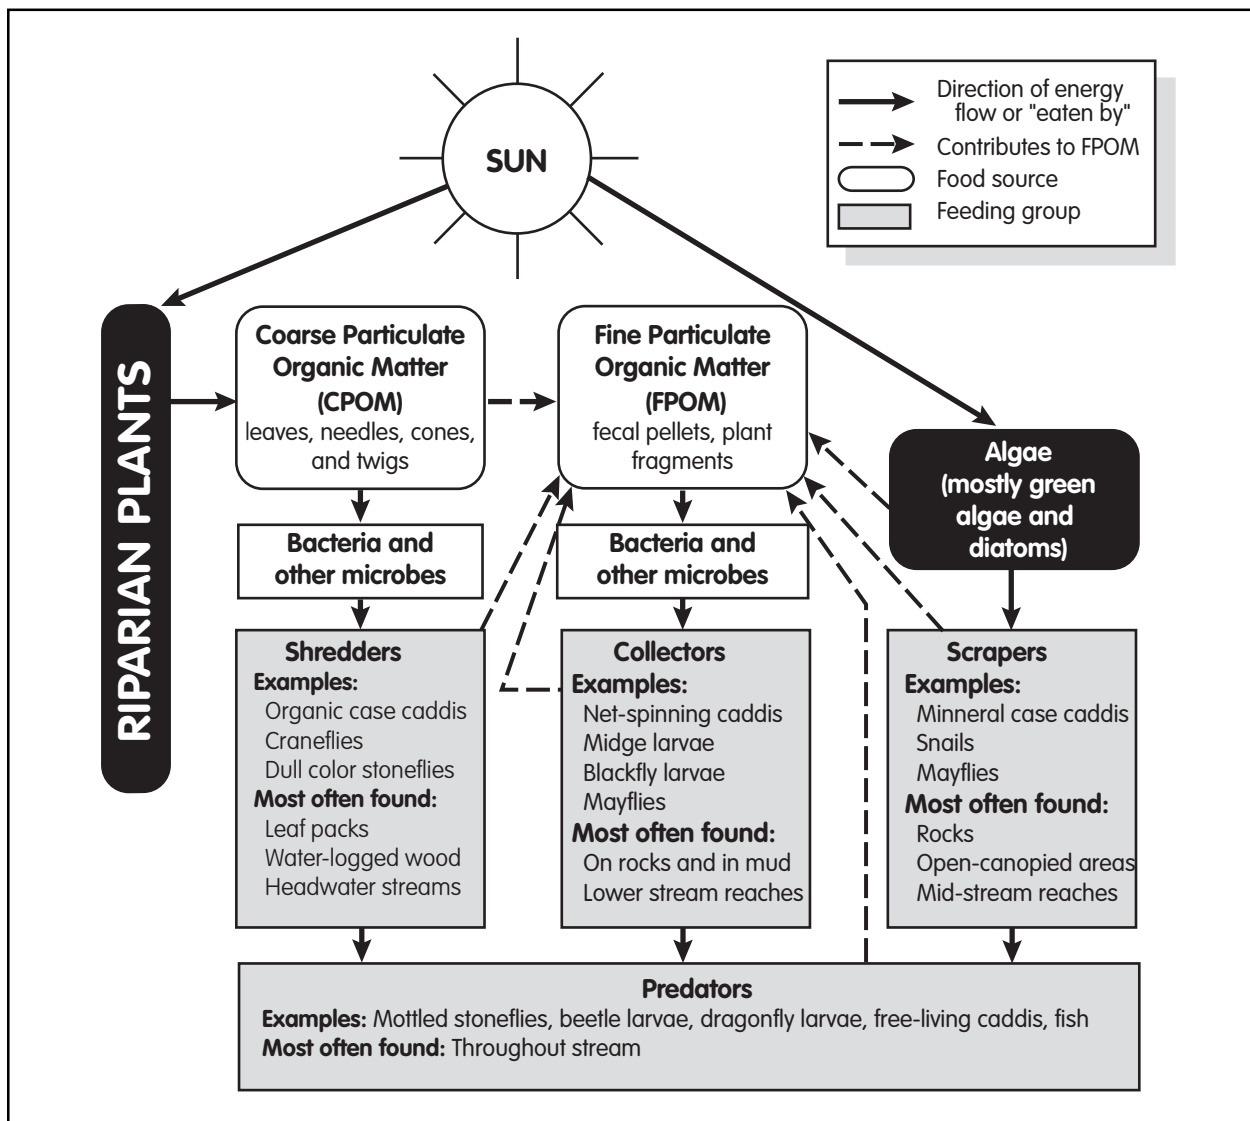 SUN
Direction of energy
flow or "eaten by"
Contributes to FPOM
Food source
Feeding group
RIPARIAN PLANTS
Coarse Particulate
Organic Matter
(CPOM)
leaves, needles, cones,
and twigs
Fine Particulate
Organic Matter
(FPOM)
fecal pellets, plant
fragments
Algae
(mostly green
algae and
diatoms)
Bacteria and
other microbes
Bacteria and
other microbes
Shredders
Examples:
Organic case caddis
Craneflies
Dull color stoneflies
Most often found:
Leaf packs
Water-logged wood
Headwater streams
Collectors
Examples:
Net-spinning caddis
Midge larvae
Blackfly larvae
Mayflies
Most often found:
On rocks and in mud
Lower stream reaches
Scrapers
Examples:
Minneral case caddis
Snails
Mayflies
Most often found:
Rocks
Open-canopied areas
Mid-stream reaches
Predators
Examples: Mottled stoneflies, beetle larvae, dragonfly larvae, free-living caddis, fish
Most often found: Throughout stream